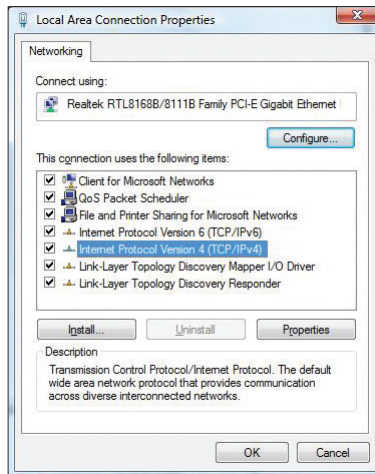 Local Area Connection Properties
Networking
Connect using:
Realtek RTL8168B/8111B Family PCI-E Gigabit Ethernet
Configure...
This connection uses the following items:
Client for Microsoft Networks
QoS Packet Scheduler
File and Printer Sharing for Microsoft Networks
Internet Protocol Version 6 (TCP/IPv6)
Internet Protocol Version 4 (TCP/IPv4)
Link-Layer Topology Discovery Mapper I/O Driver
Link-Layer Topology Discovery Responder
Install... Uninstall Properties
Description
Transmission Control Protocol/Internet Protocol. The default
wide area network protocol that provides communication
across diverse interconnected networks.
OK Cancel